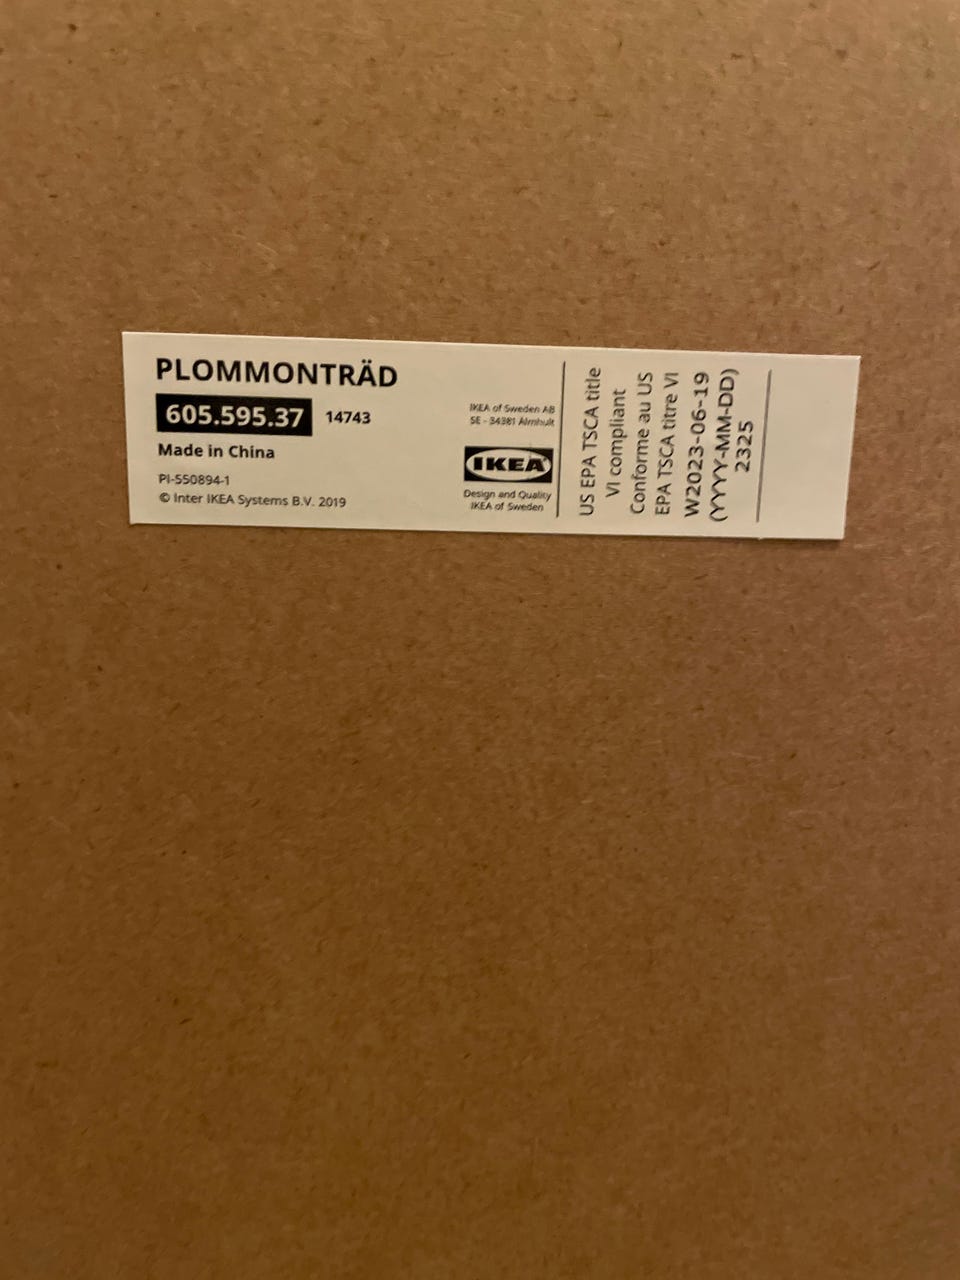 PLOMMONTRÄD
605.595.37 14743
Made in China
PI-550894-1
© Inter IKEA Systems B.V. 2019
IKEA of Sweden AB
SE - 34381 Älmhult
IKEA
Design and Quality
IKEA of Sweden
US EPA TSCA title
VI compliant
Conforme au US
EPA TSCA titre VI
W2023-06-19
(YYYY-MM-DD)
2325